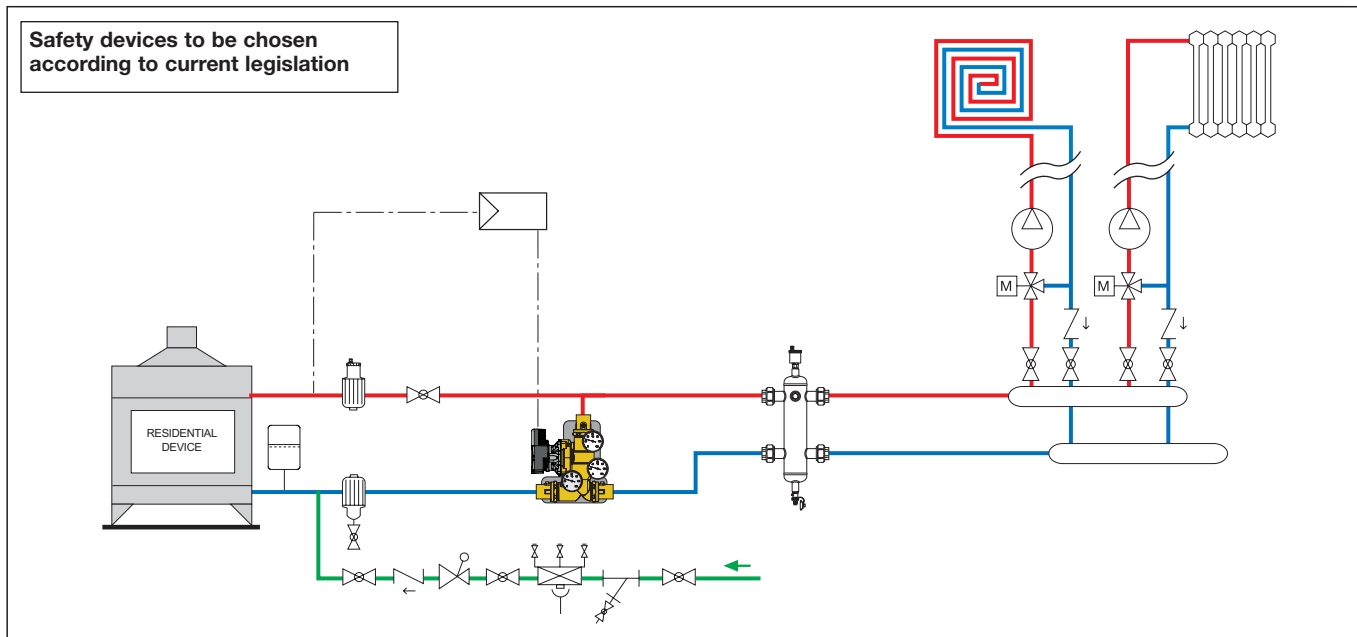 Safety devices to be chosen
according to current legislation
M
M
RESIDENTIAL
DEVICE